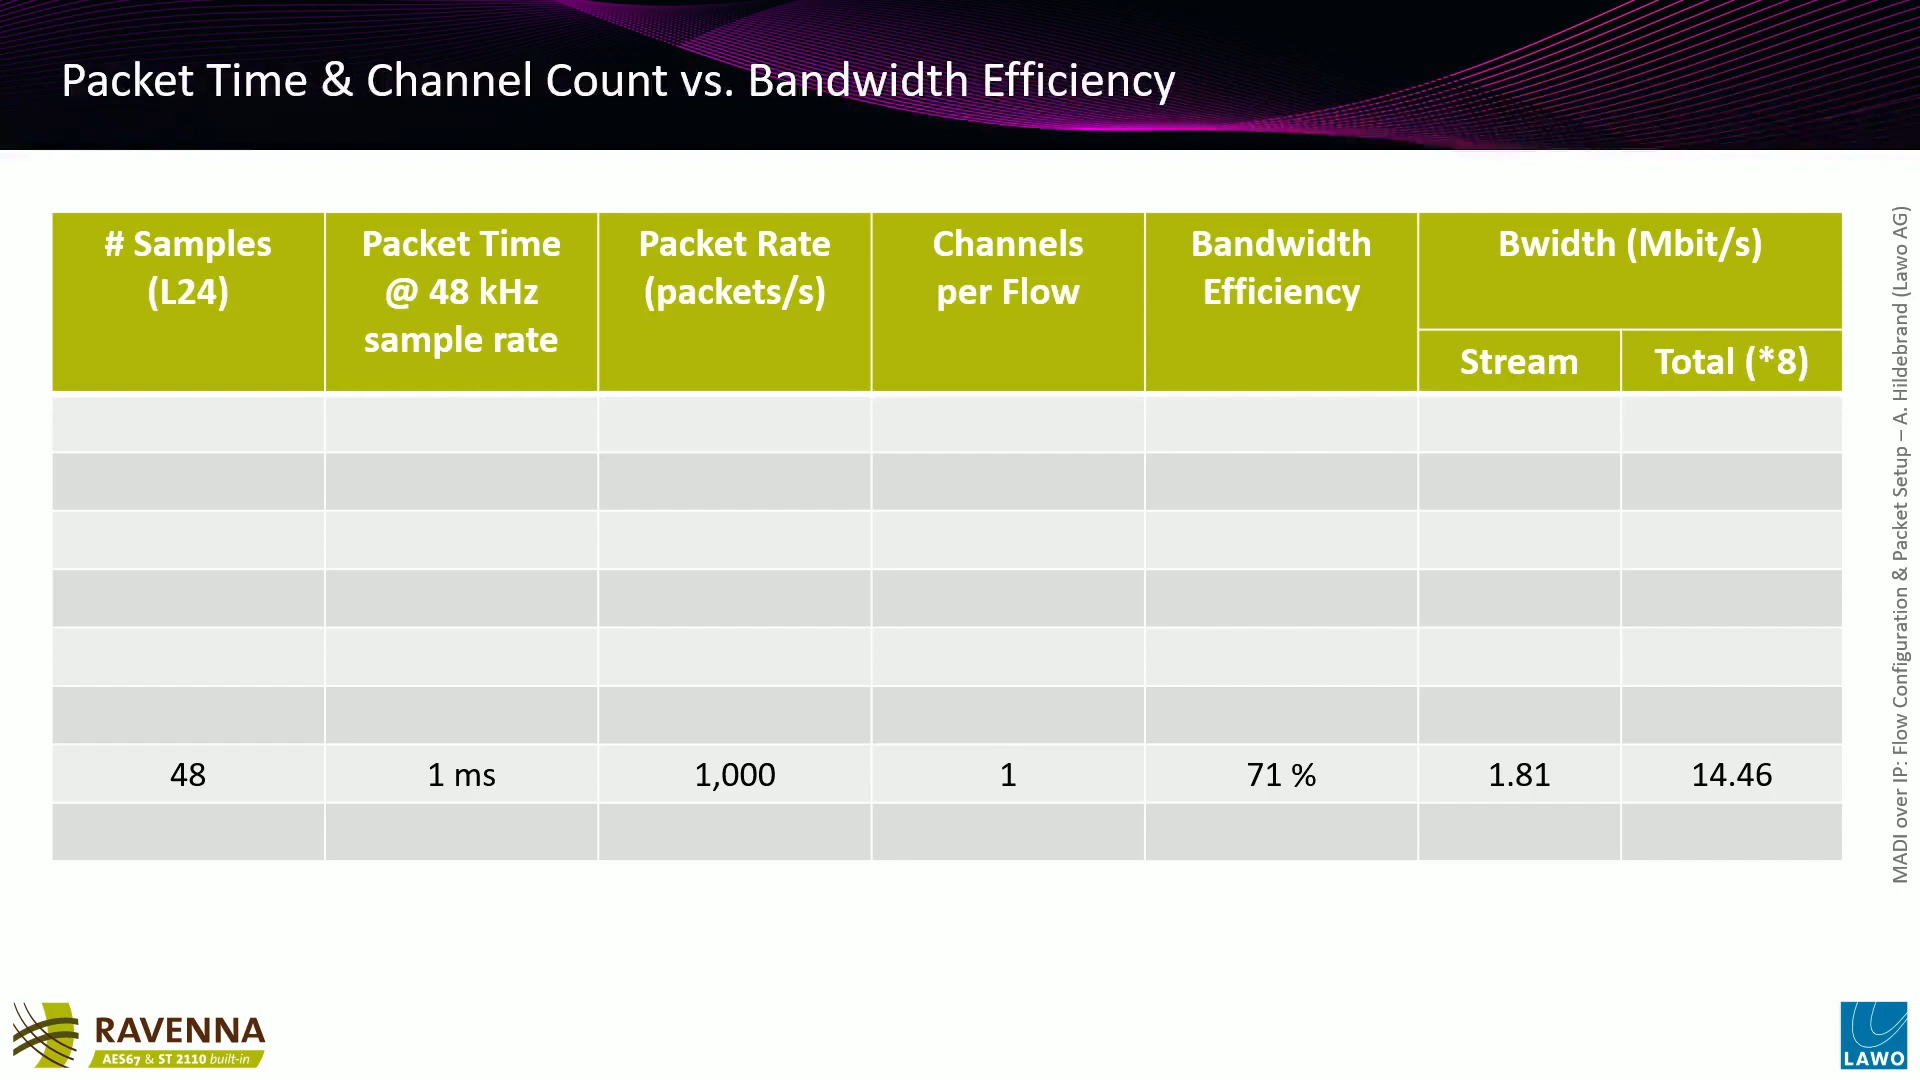 Packet Time & Channel Count vs. Bandwidth Efficiency
# Samples
(L24)
Packet Time
@ 48 kHz
sample rate
Packet Rate
(packets/s)
Channels
per Flow
Bandwidth
Efficiency
Bwidth (Mbit/s)
Stream
Total (*8)
48
1 ms
1,000
1
71 %
1.81
14.46
MADI over IP: Flow Configuration & Packet Setup – A. Hildebrand (Lawo AG)
RAVENNA
AES67 & ST 2110 built-in
LAWO